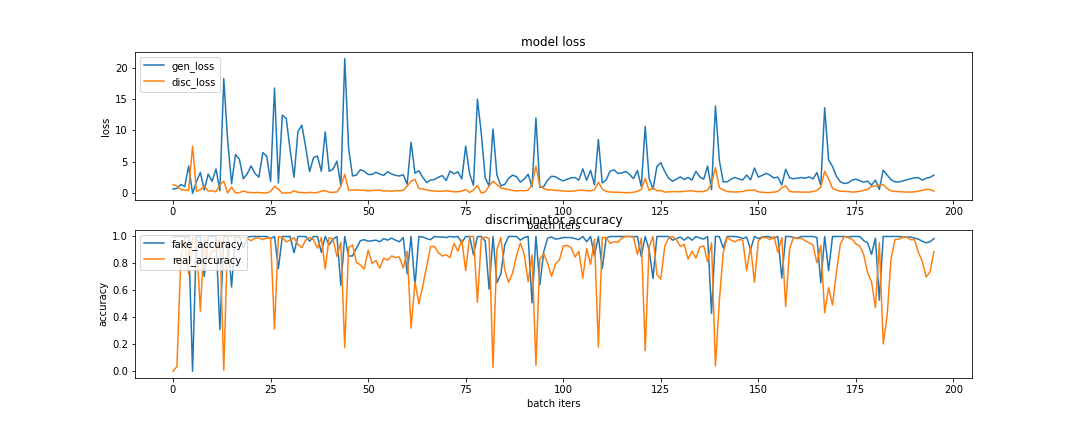 model loss
gen_loss
disc_loss
loss
20
15
10
5
0
0 25 50 75 100 125 150 175 200
batch iters
discriminator accuracy
fake_accuracy
real_accuracy
accuracy
1.0
0.8
0.6
0.4
0.2
0.0
0 25 50 75 100 125 150 175 200
batch iters